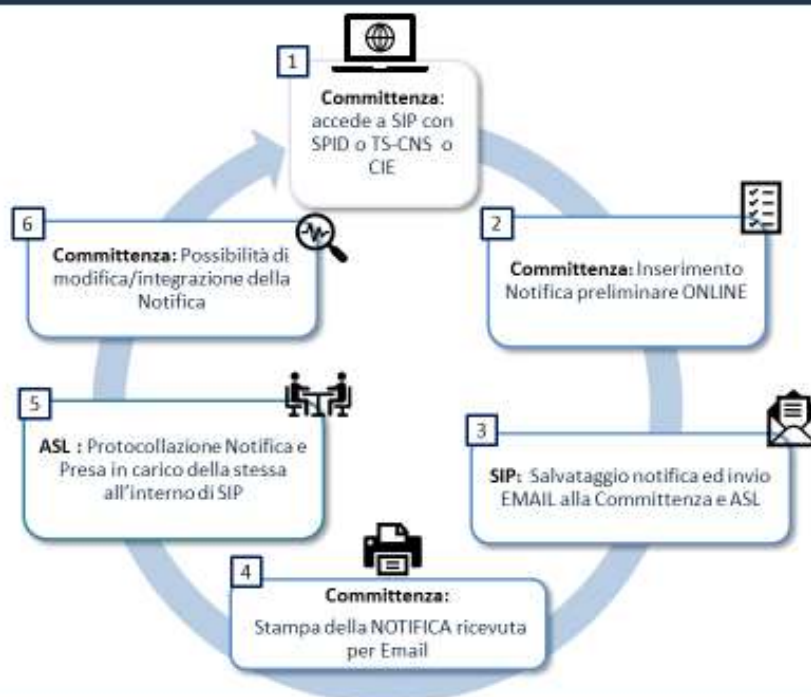 1
Committenza:
accede a SIP con
SPID o TS-CNS o
CIE
2
Committenza: Inserimento
Notifica preliminare ONLINE
3
SIP: Salvataggio notifica ed invio
EMAIL alla Committenza e ASL
4
Committenza:
Stampa della NOTIFICA ricevuta
per Email
5
ASL : Protocollazione Notifica e
Presa in carico della stessa
all'interno di SIP
6
Committenza: Possibilità di
modifica/integrazione della
Notifica